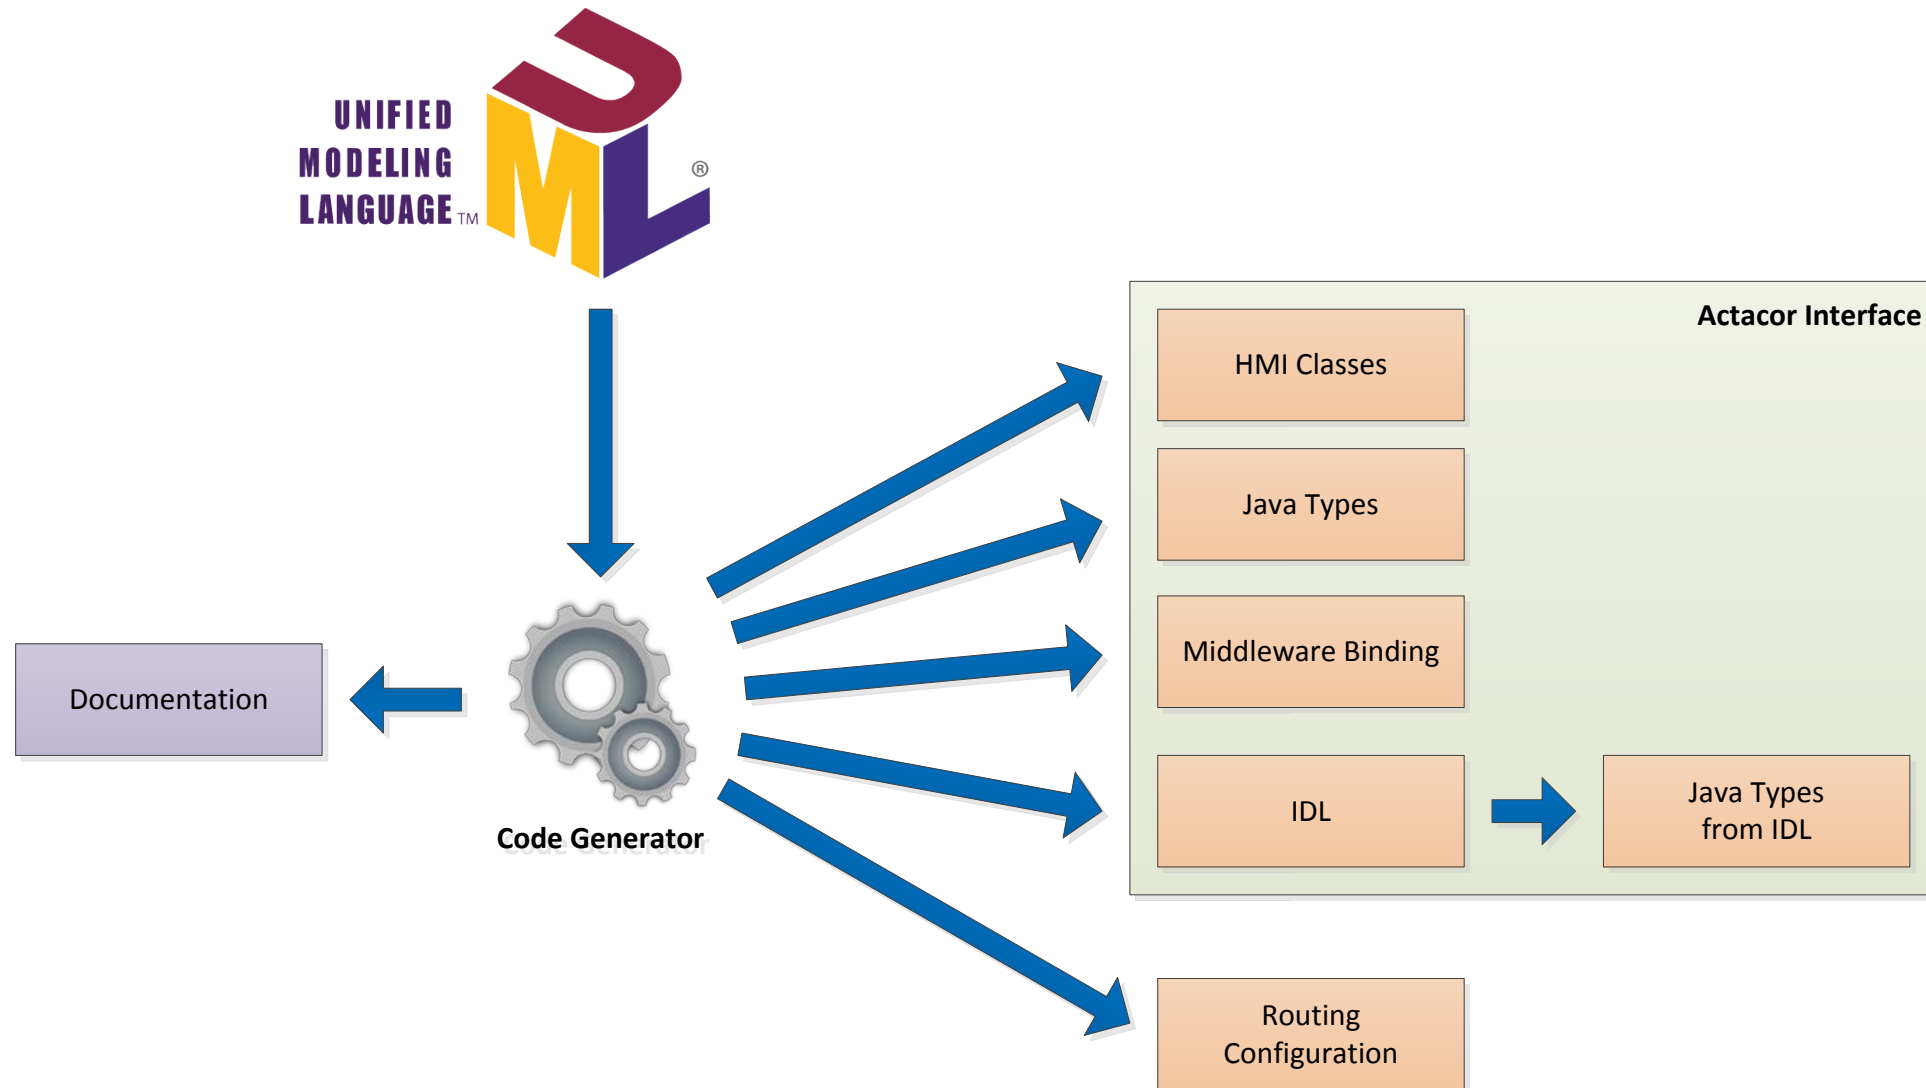 UNIFIED
MODELING
LANGUAGE TM
UML ®
Actacor Interface
HMI Classes
Java Types
Middleware Binding
Documentation
IDL
Java Types
from IDL
Code Generator
Routing
Configuration